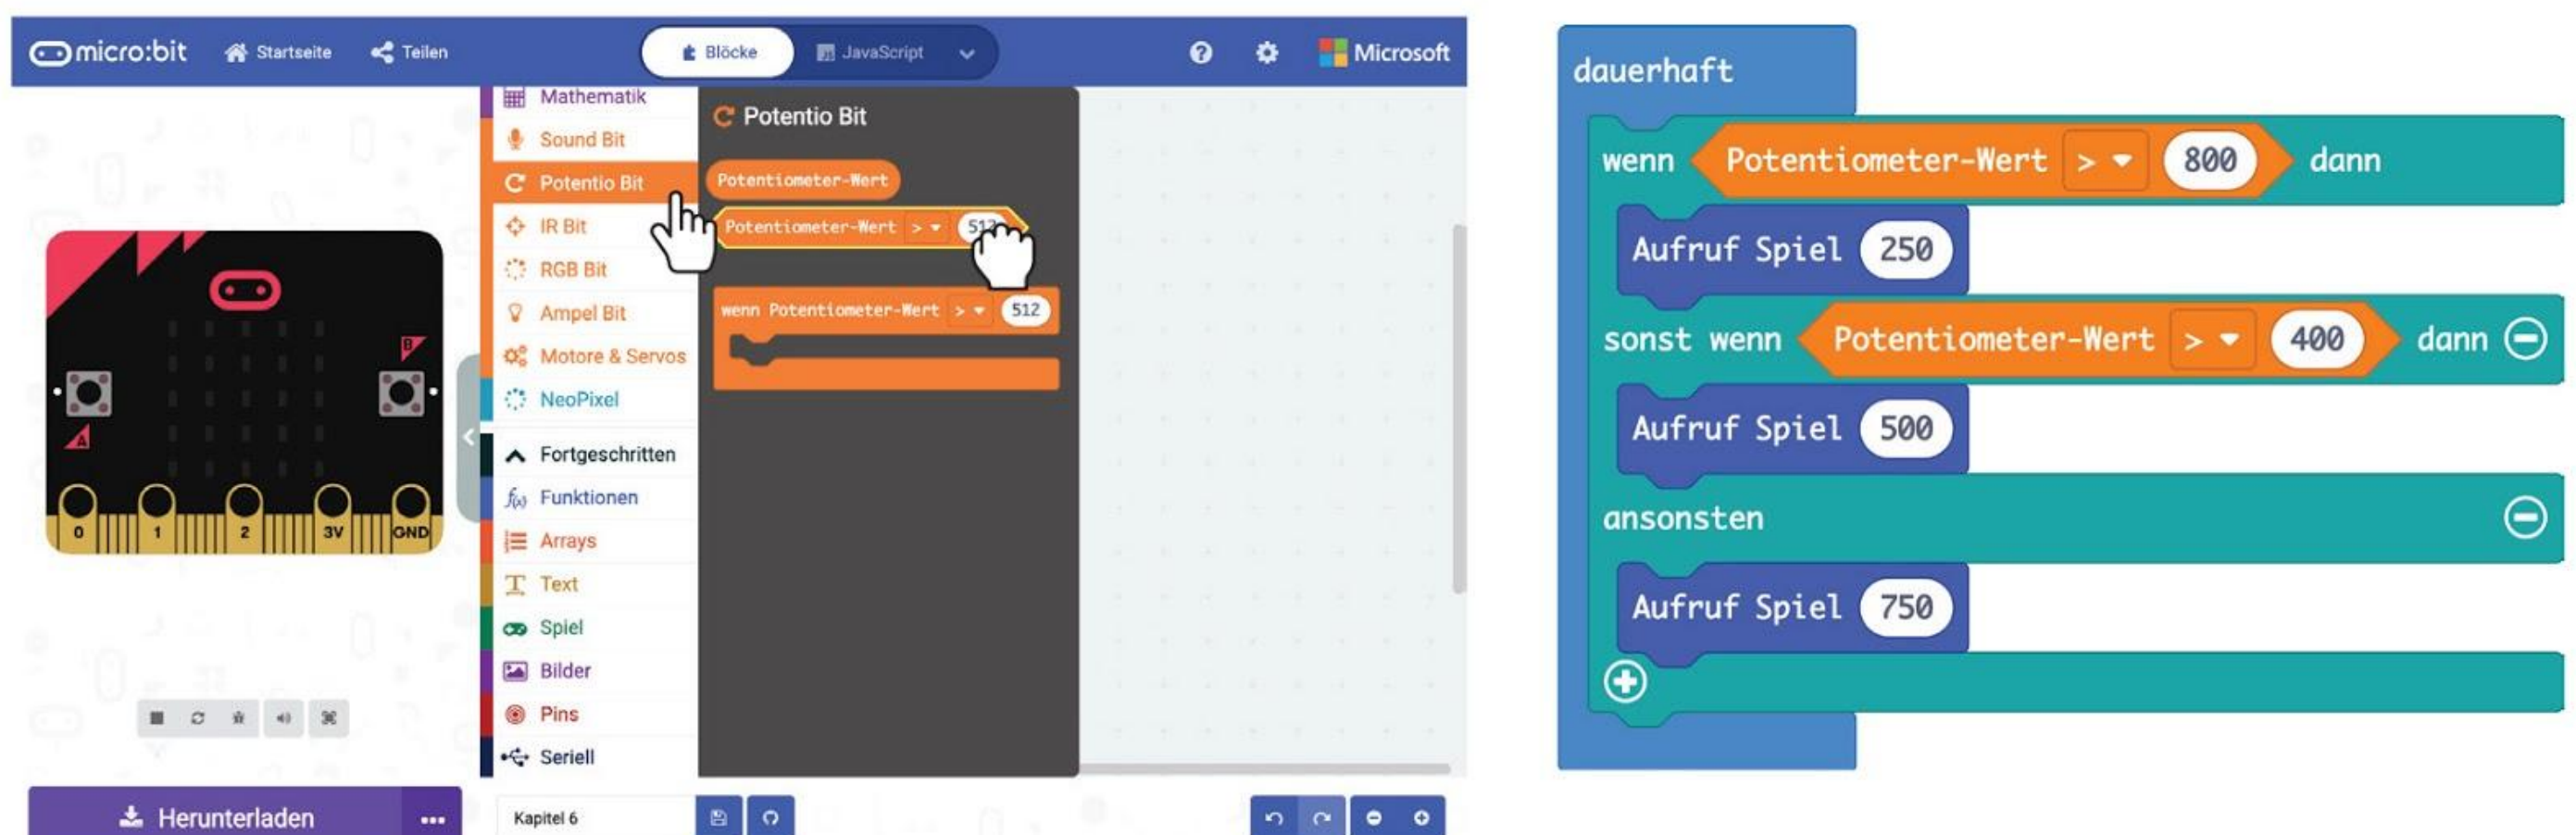 micro:bit Startseite Teilen Blöcke JavaScript Microsoft
Mathematik
Sound Bit
Potentio Bit
IR Bit
RGB Bit
Ampel Bit
Motore & Servos
NeoPixel
Fortgeschritten
Funktionen
Arrays
Text
Spiel
Bilder
Pins
Seriell
Potentio Bit
Potentiometer-Wert
Potentiometer-Wert > 512
wenn Potentiometer-Wert > 512
B
A
0 1 2 3V GND
Herunterladen ...
Kapitel 6
dauerhaft
wenn Potentiometer-Wert > 800 dann
Aufruf Spiel 250
sonst wenn Potentiometer-Wert > 400 dann
Aufruf Spiel 500
ansonsten
Aufruf Spiel 750